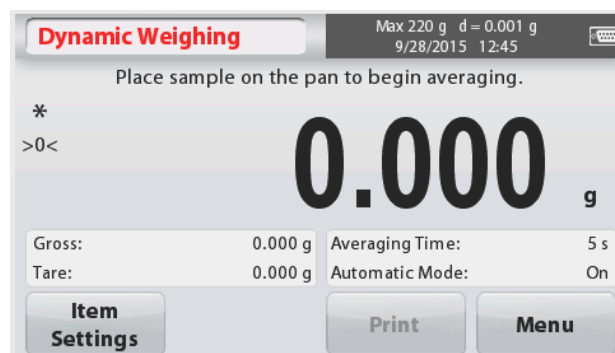 Dynamic Weighing
Max 220 g d = 0.001 g
9/28/2015 12:45
Place sample on the pan to begin averaging.
*
>0<
0.000 g
Gross: 0.000 g
Tare: 0.000 g
Averaging Time: 5 s
Automatic Mode: On
Item
Settings
Print
Menu